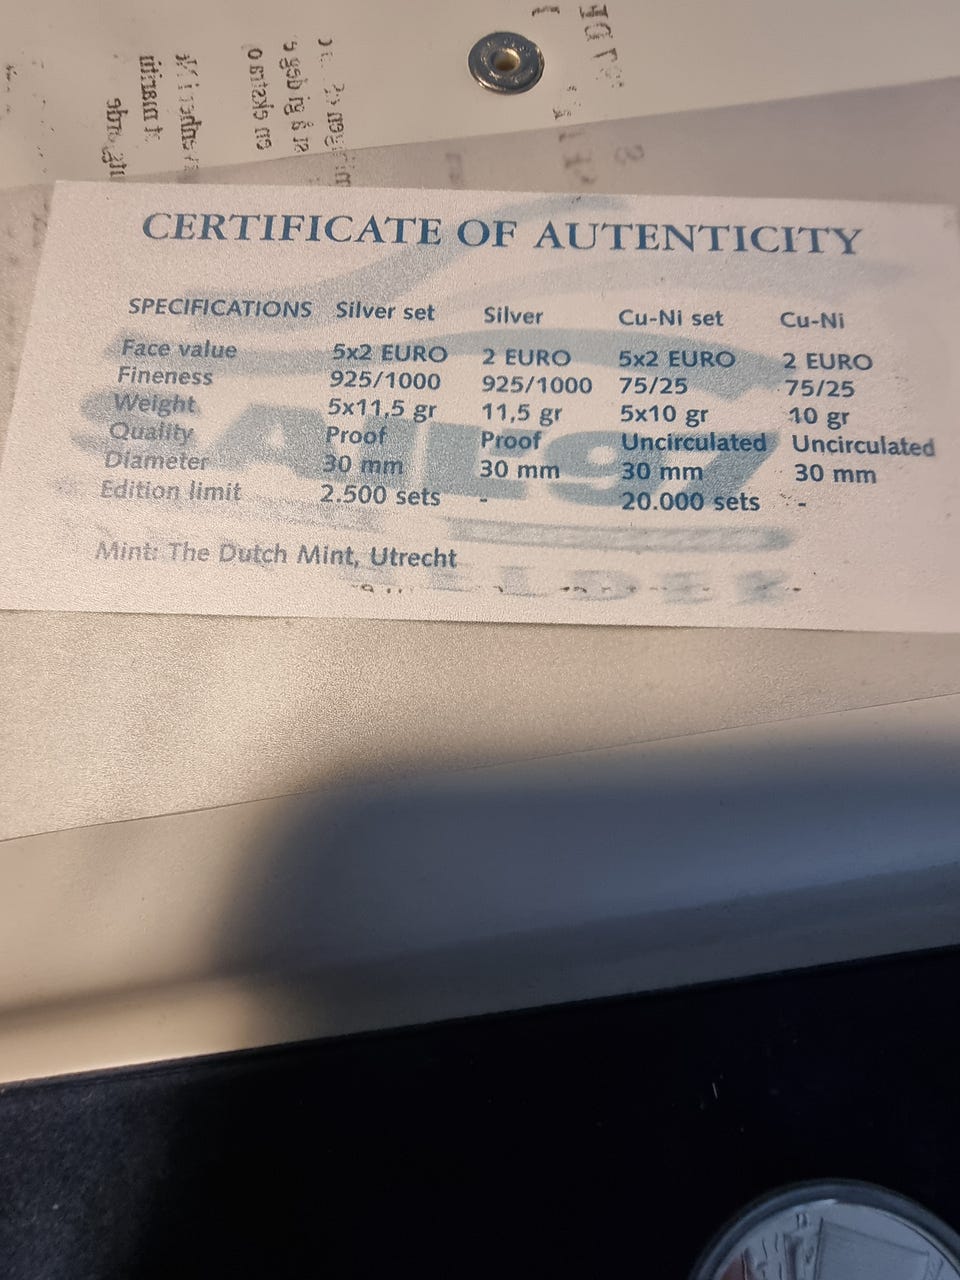 CERTIFICATE OF AUTENTICITY
SPECIFICATIONS Silver set Silver Cu-Ni set Cu-Ni
Face value 5x2 EURO 2 EURO 5x2 EURO 2 EURO
Fineness 925/1000 925/1000 75/25 75/25
Weight 5x11,5 gr 11,5 gr 5x10 gr 10 gr
Quality Proof Proof Uncirculated Uncirculated
Diameter 30 mm 30 mm 30 mm 30 mm
Edition limit 2.500 sets - 20.000 sets -
Mint: The Dutch Mint, Utrecht